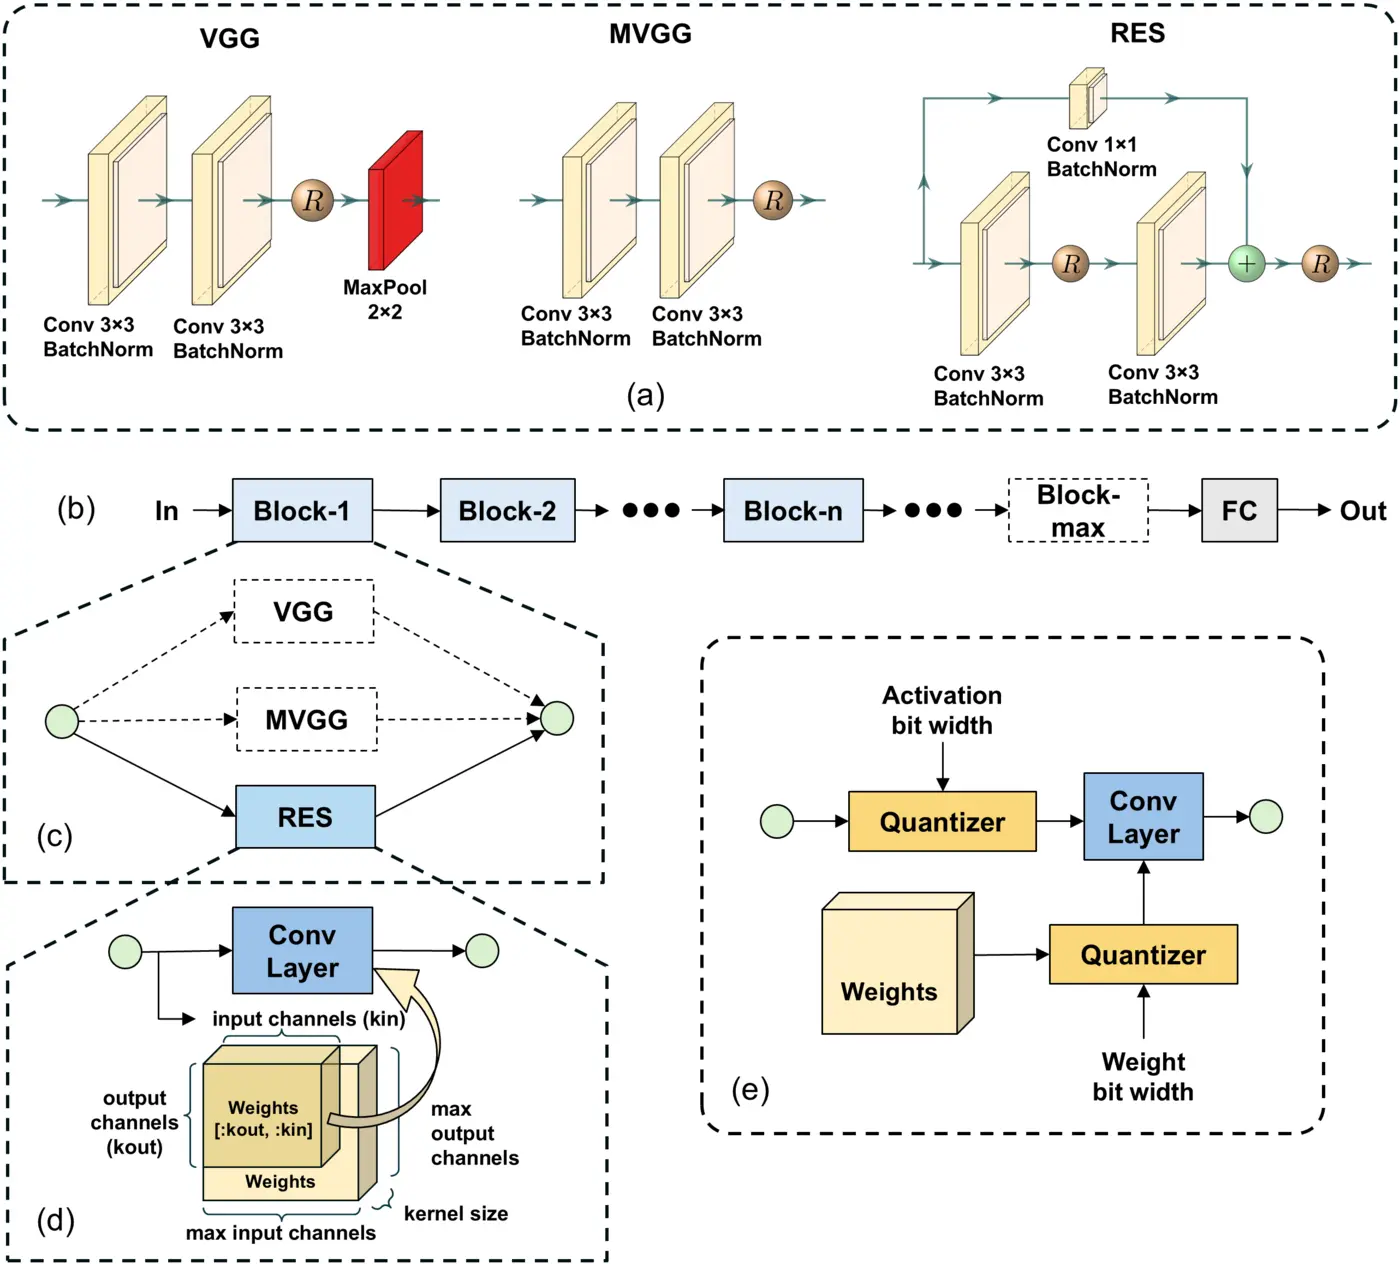 VGG
MVGG
RES
Conv 1×1
BatchNorm
R
R
R
+
R
MaxPool
2×2
Conv 3×3
BatchNorm
Conv 3×3
BatchNorm
Conv 3×3
BatchNorm
Conv 3×3
BatchNorm
Conv 3×3
BatchNorm
Conv 3×3
BatchNorm
(a)
(b)
In
Block-1
Block-2
Block-n
Block-
max
FC
Out
VGG
MVGG
RES
(c)
Conv
Layer
input channels (kin)
output
channels
(kout)
Weights
[:kout, :kin]
Weights
max
output
channels
kernel size
max input channels
(d)
Activation
bit width
Quantizer
Conv
Layer
Weights
Quantizer
Weight
bit width
(e)